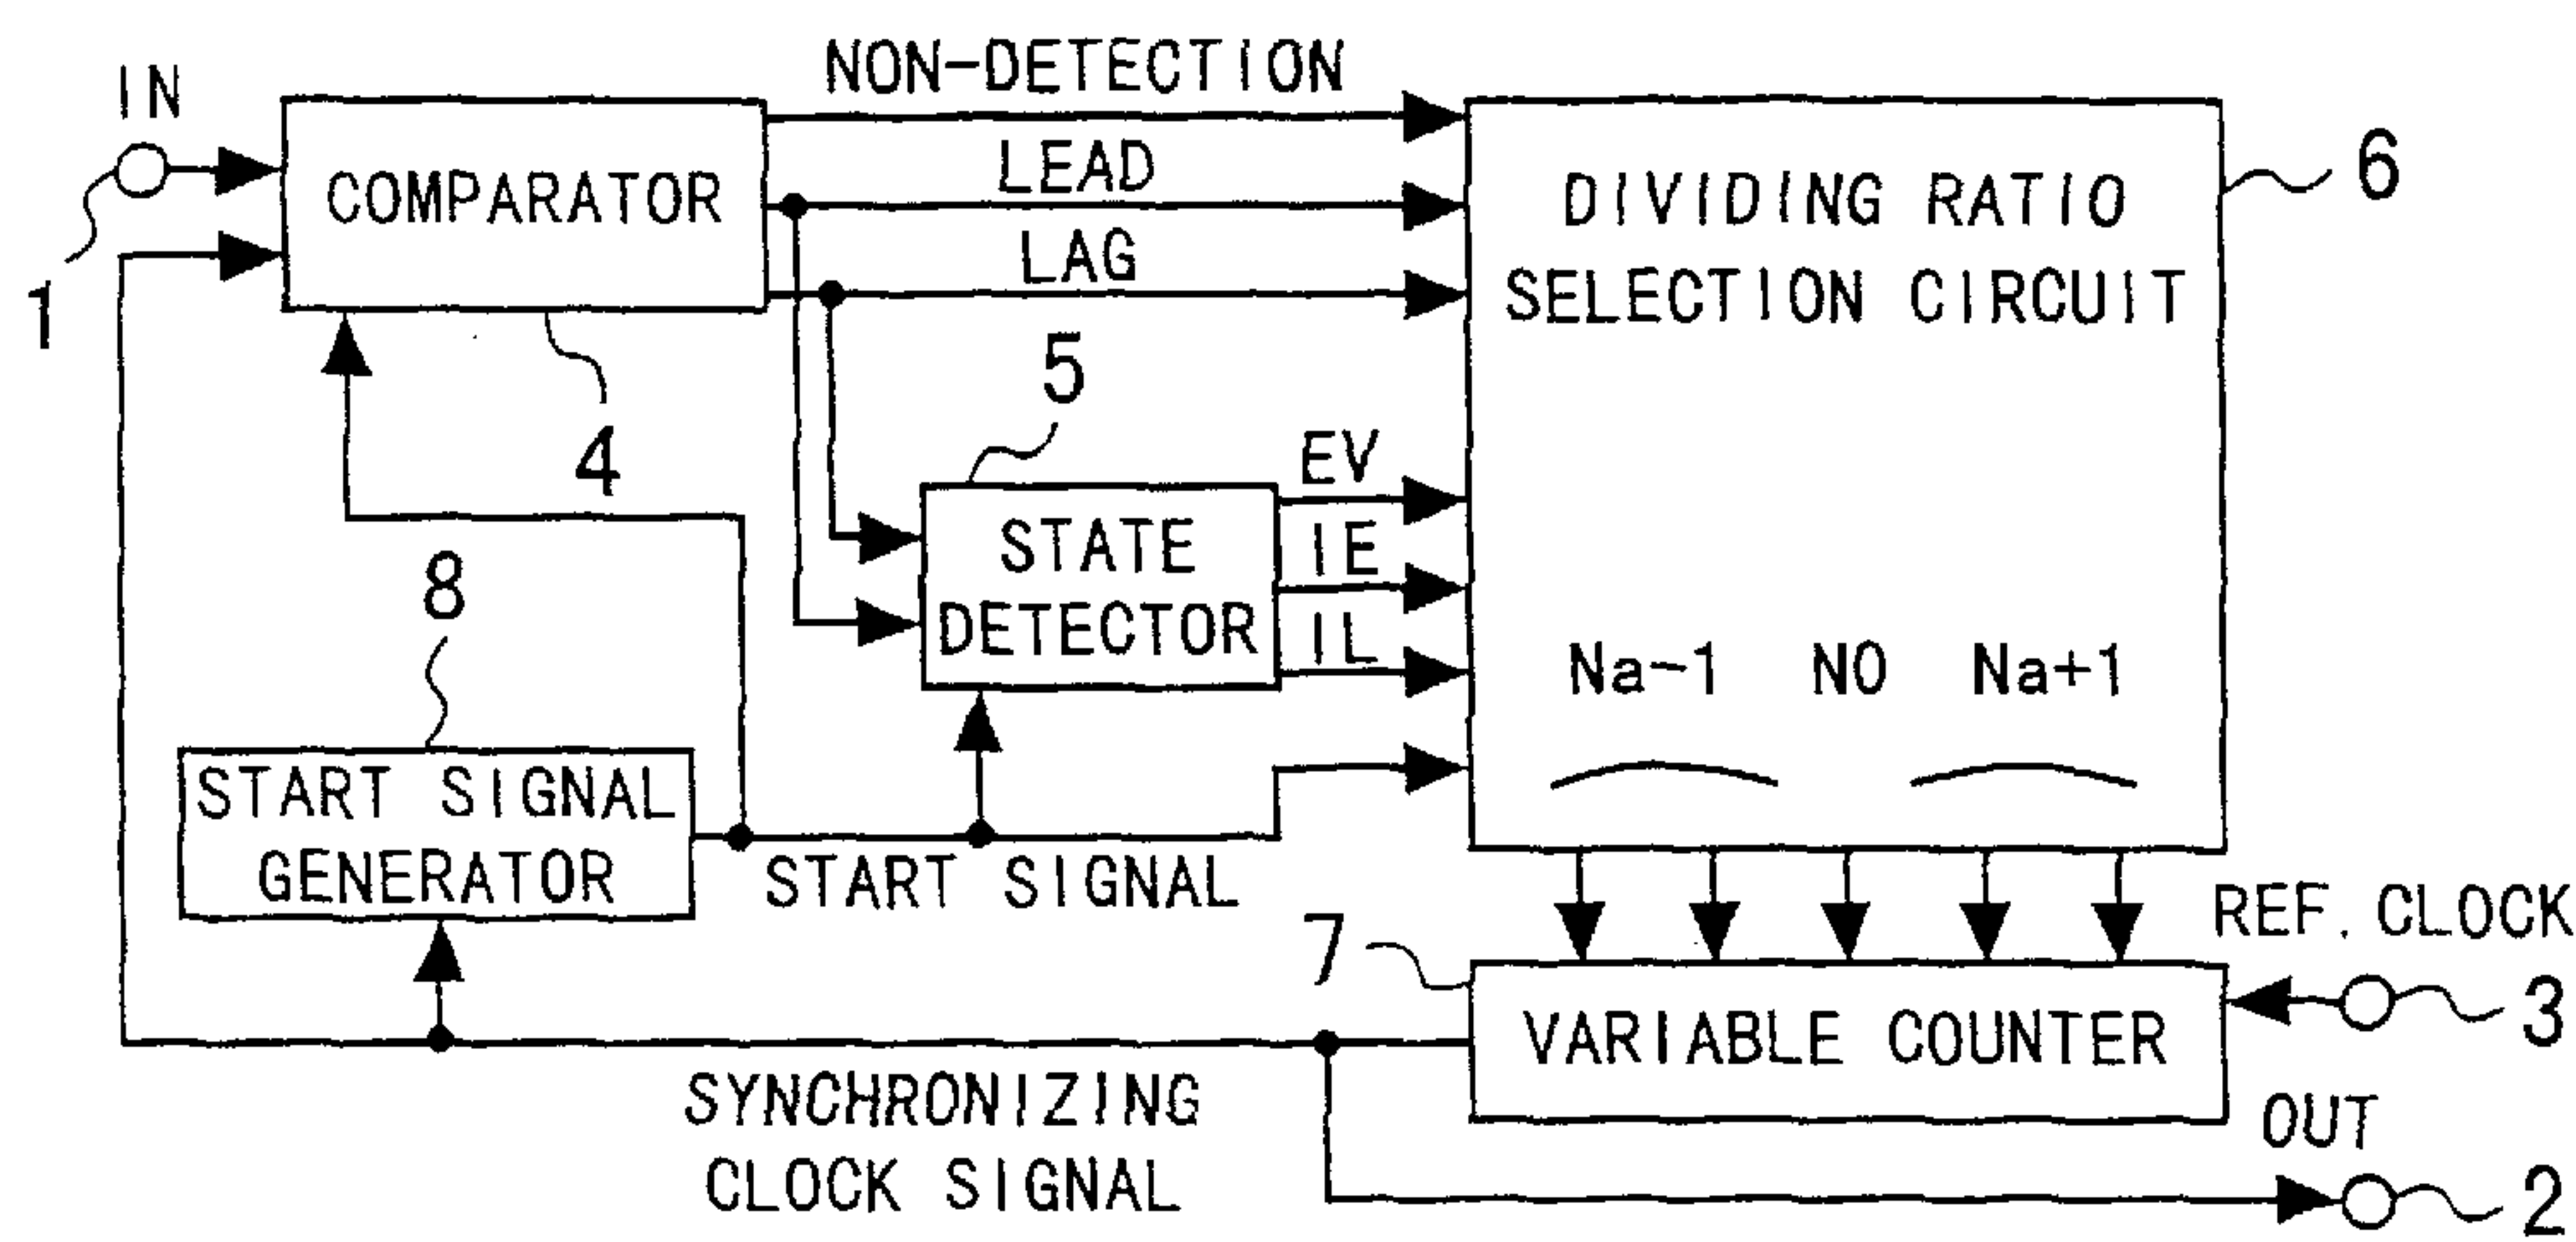 NON-DETECTION
IN
LEAD
COMPARATOR
DIVIDING RATIO
6
LAG
SELECTION CIRCUIT
1
5
4
EV
STATE
IE
8
DETECTOR
IL
Na-1 NO Na+1
START SIGNAL
GENERATOR
START SIGNAL
REF. CLOCK
7
3
VARIABLE COUNTER
SYNCHRONIZING
CLOCK SIGNAL
OUT
2